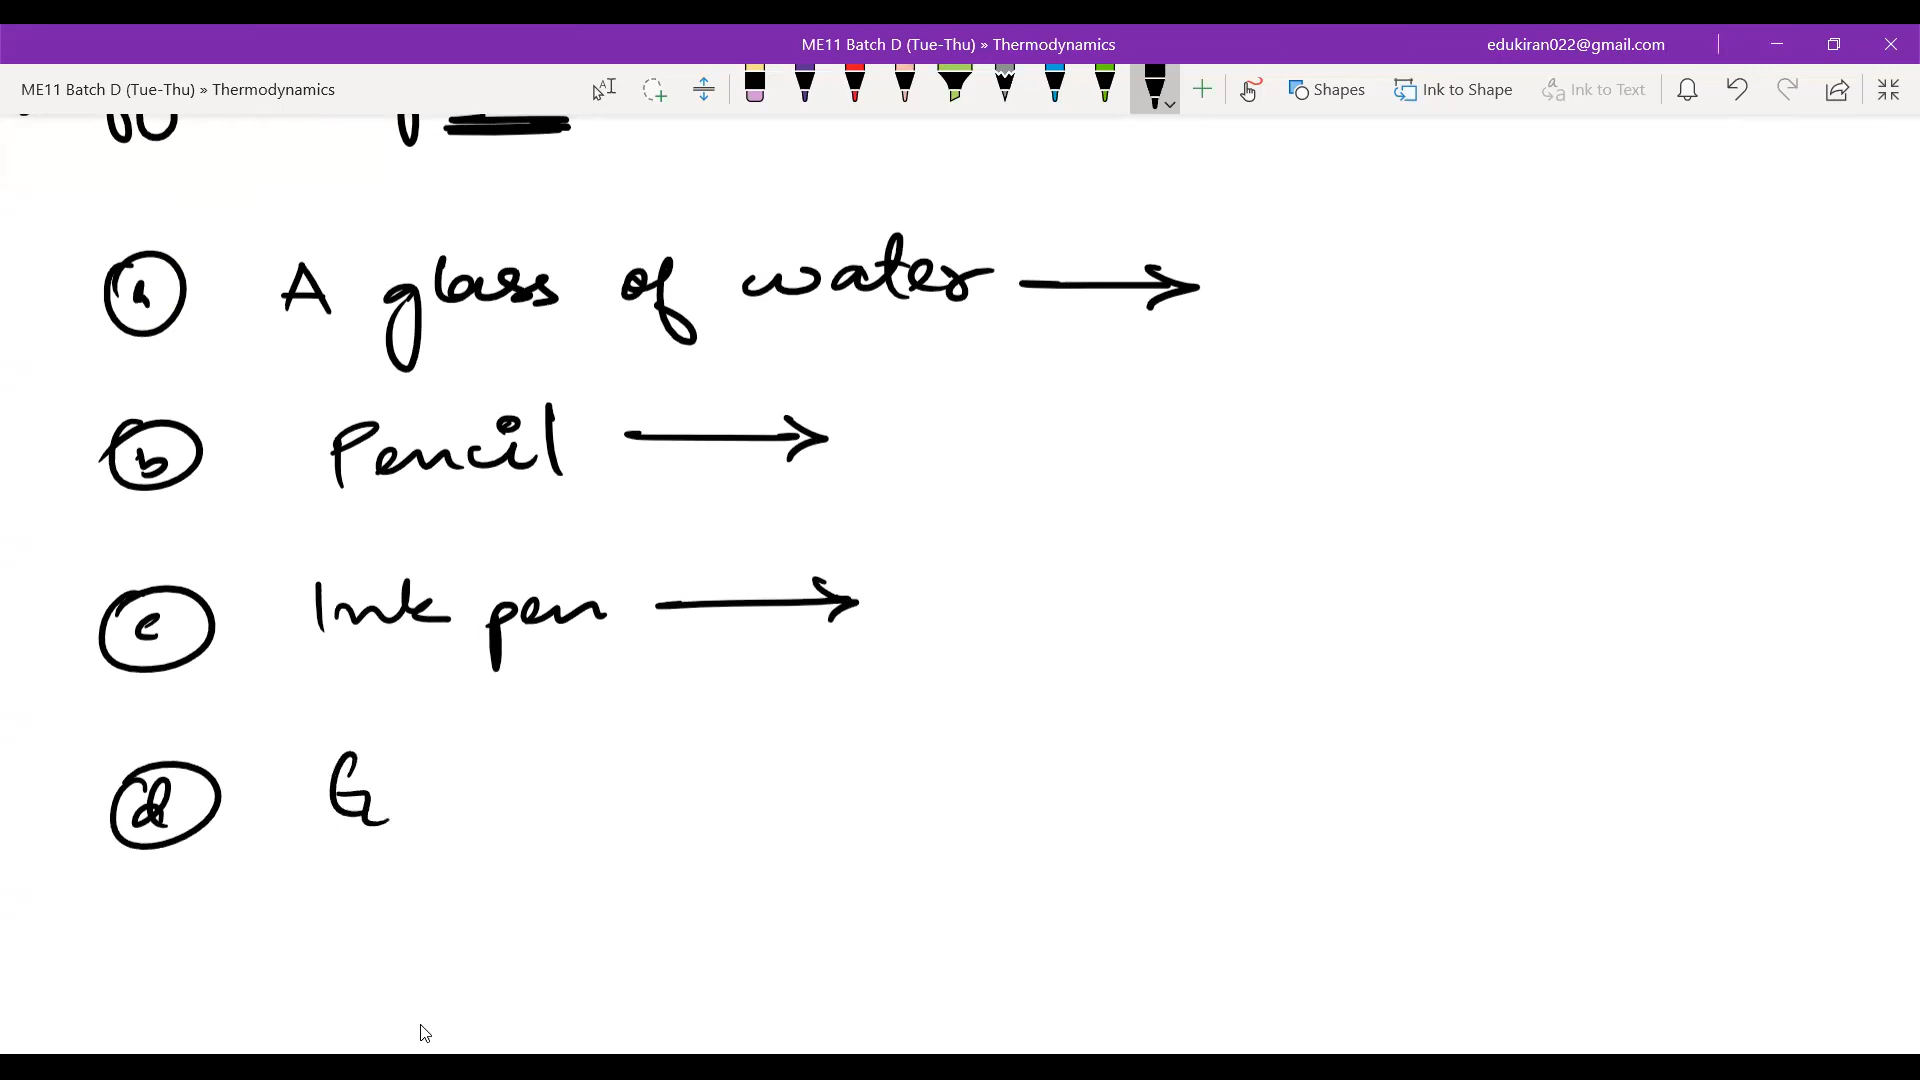 ME11 Batch D (Tue-Thu) » Thermodynamics
edukiran022@gmail.com
ME11 Batch D (Tue-Thu) » Thermodynamics
Shapes
Ink to Shape
Ink to Text
a A glass of water →
b Pencil →
c Ink pen →
d G